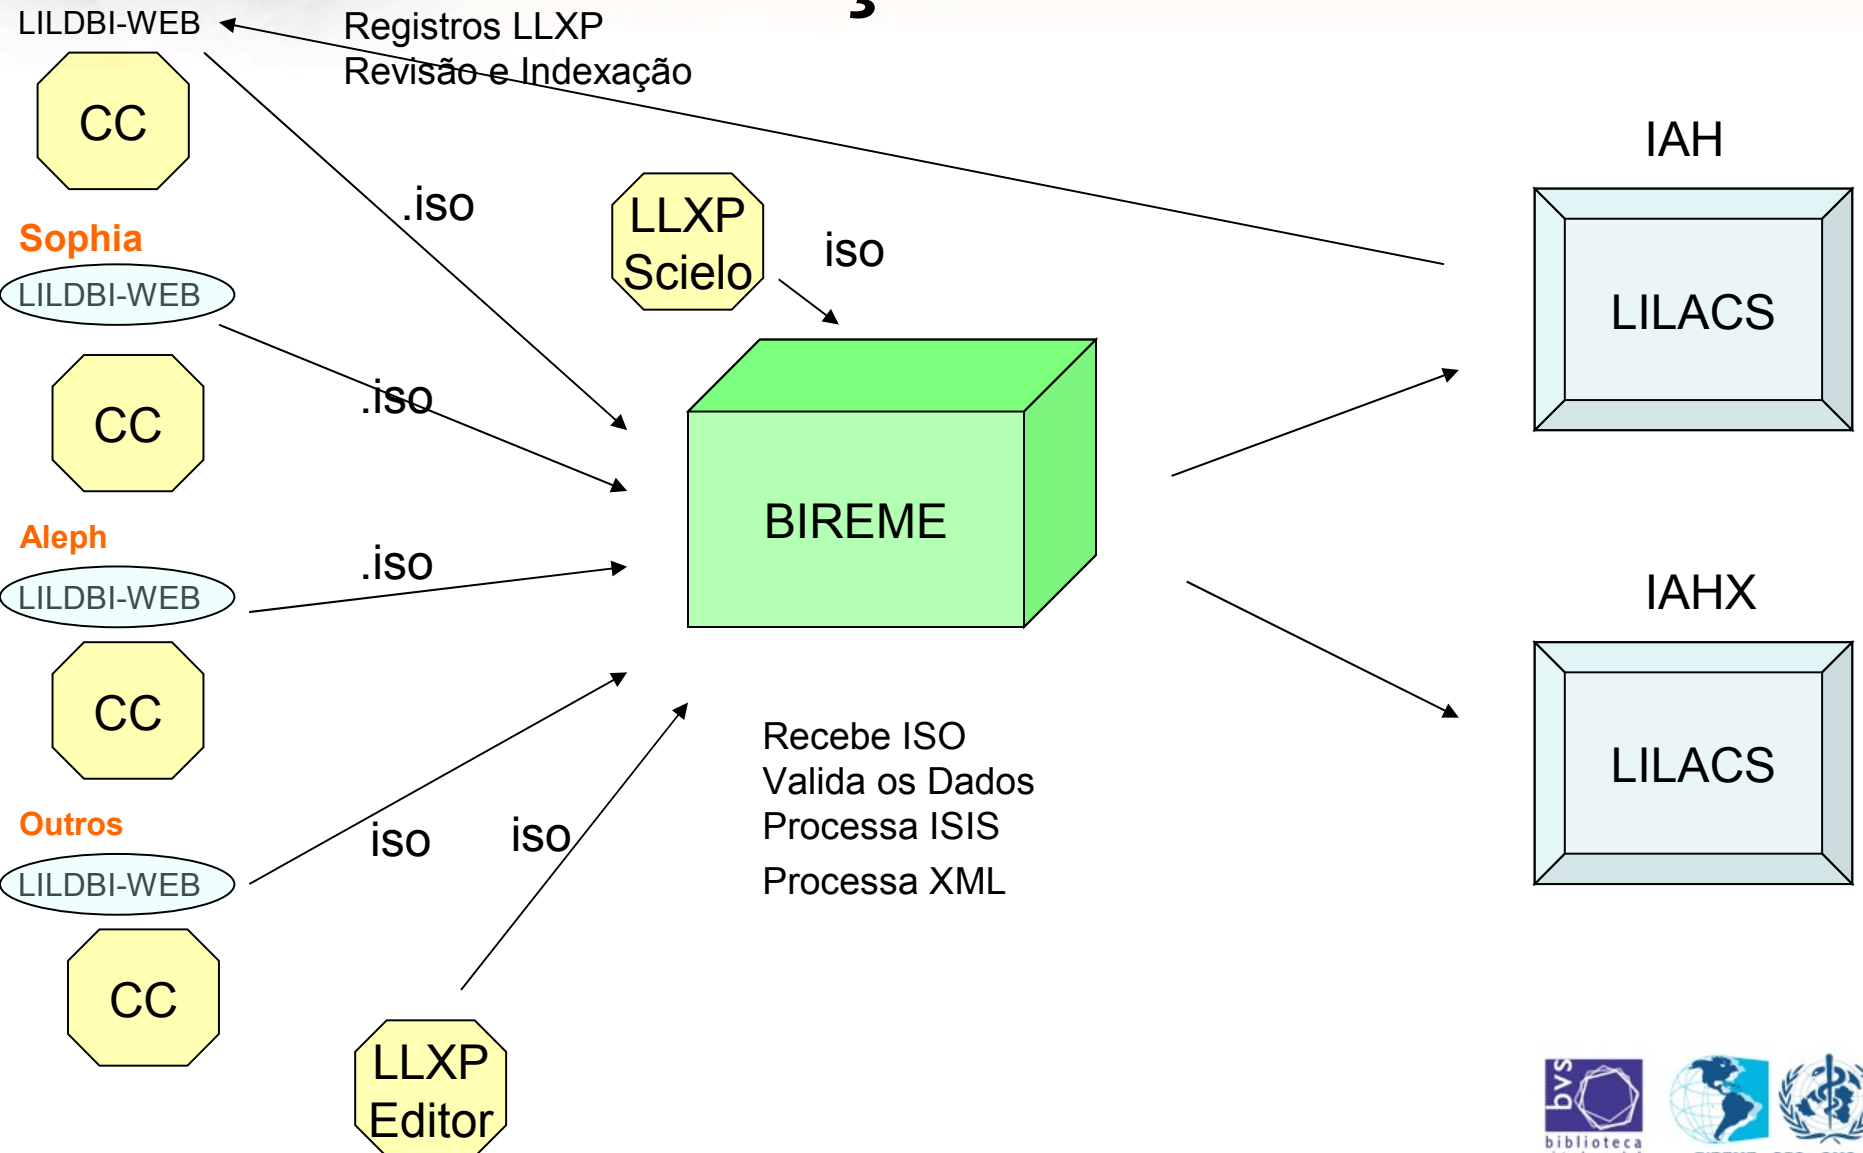 LILDBI-WEB
Registros LLXP
Revisão e Indexação
CC
IAH
.iso
LLXP
Scielo
iso
Sophia
LILDBI-WEB
LILACS
CC
.iso
BIREME
Aleph
.iso
LILDBI-WEB
IAHX
CC
Recebe ISO
Valida os Dados
Processa ISIS
Processa XML
LILACS
Outros
iso
iso
LILDBI-WEB
CC
LLXP
Editor
bvs
biblioteca